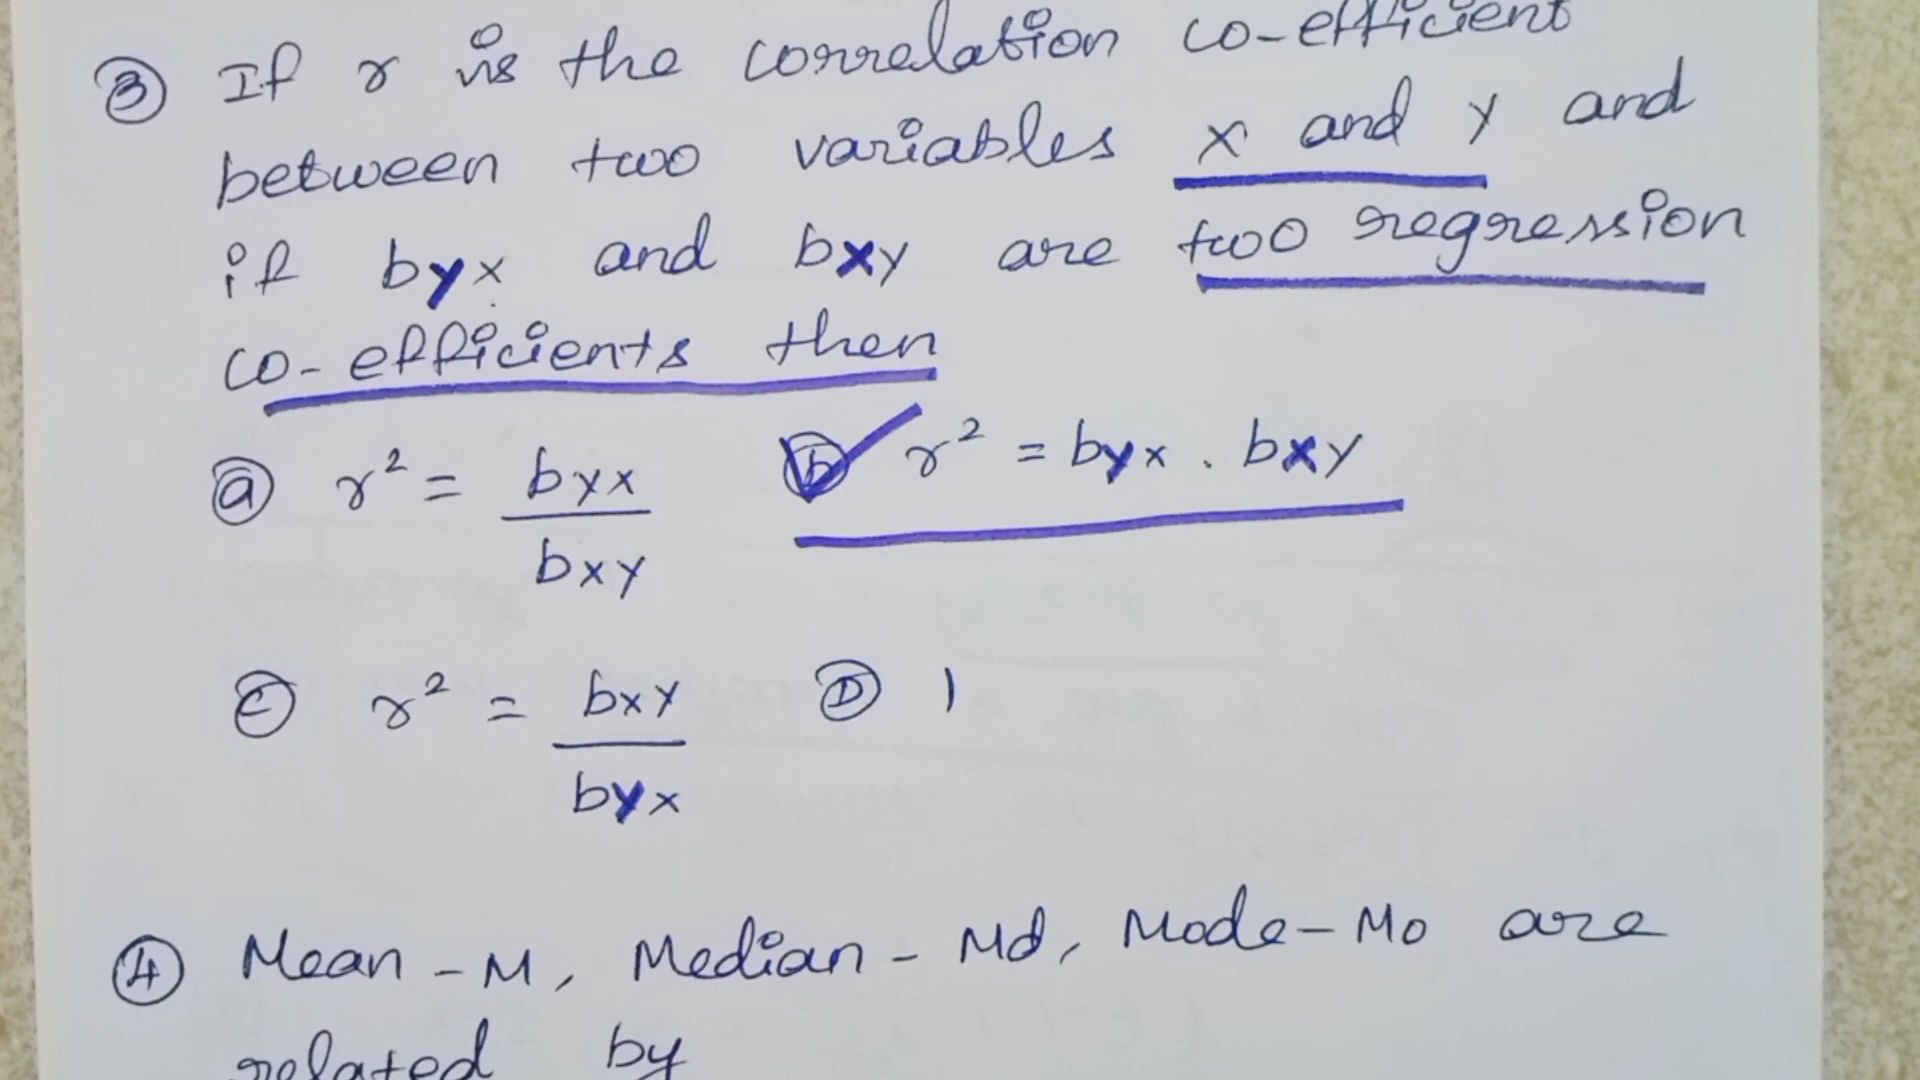 ③ If r is the correlation co-efficient
between two variables x and y and
if byx and bxy are two regression
co-efficients then
ⓐ r² = byx / bxy ⓑ r² = byx . bxy
ⓒ r² = bxy / byx Ⓓ 1
④ Mean - M, Median - Md, Mode - Mo are
related by